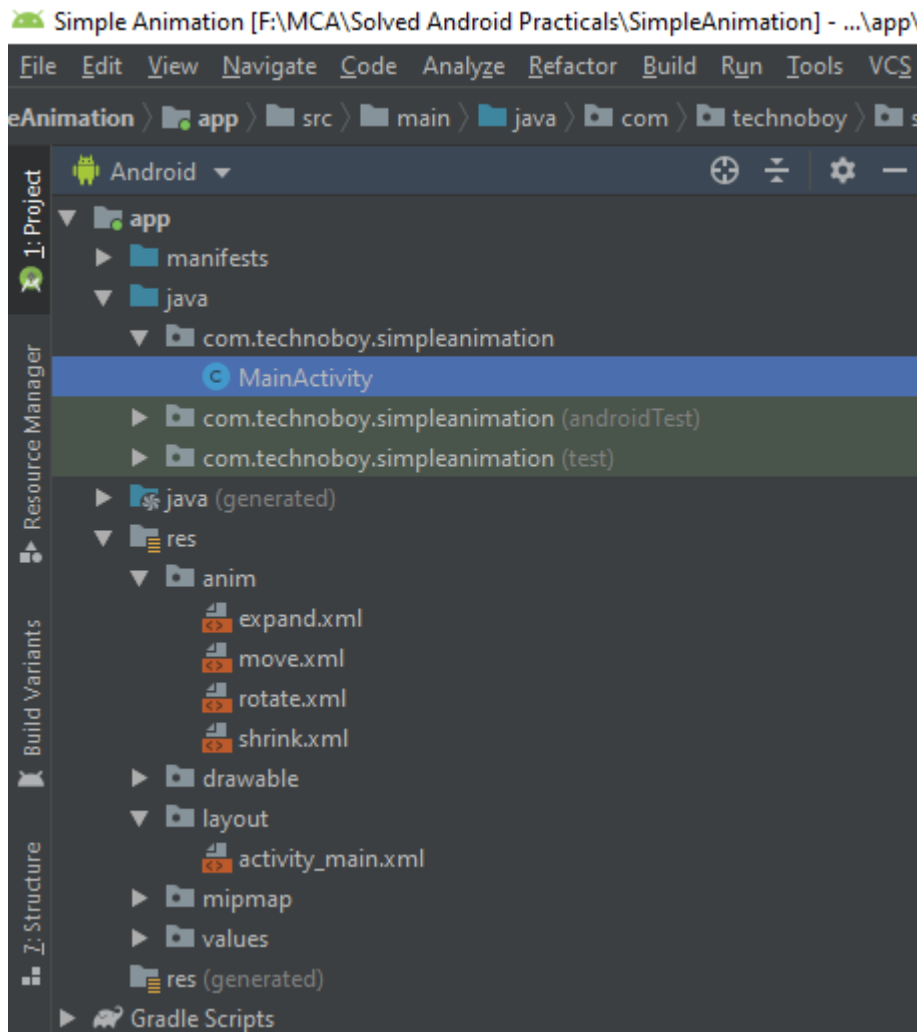 Simple Animation [F:\MCA\Solved Android Practicals\SimpleAnimation] - ...\app\
File Edit View Navigate Code Analyze Refactor Build Run Tools VCS
eAnimation app src main java com technoboy s
1: Project
Resource Manager
Build Variants
7: Structure
Android
app
manifests
java
com.technoboy.simpleanimation
MainActivity
com.technoboy.simpleanimation (androidTest)
com.technoboy.simpleanimation (test)
java (generated)
res
anim
expand.xml
move.xml
rotate.xml
shrink.xml
drawable
layout
activity_main.xml
mipmap
values
res (generated)
Gradle Scripts